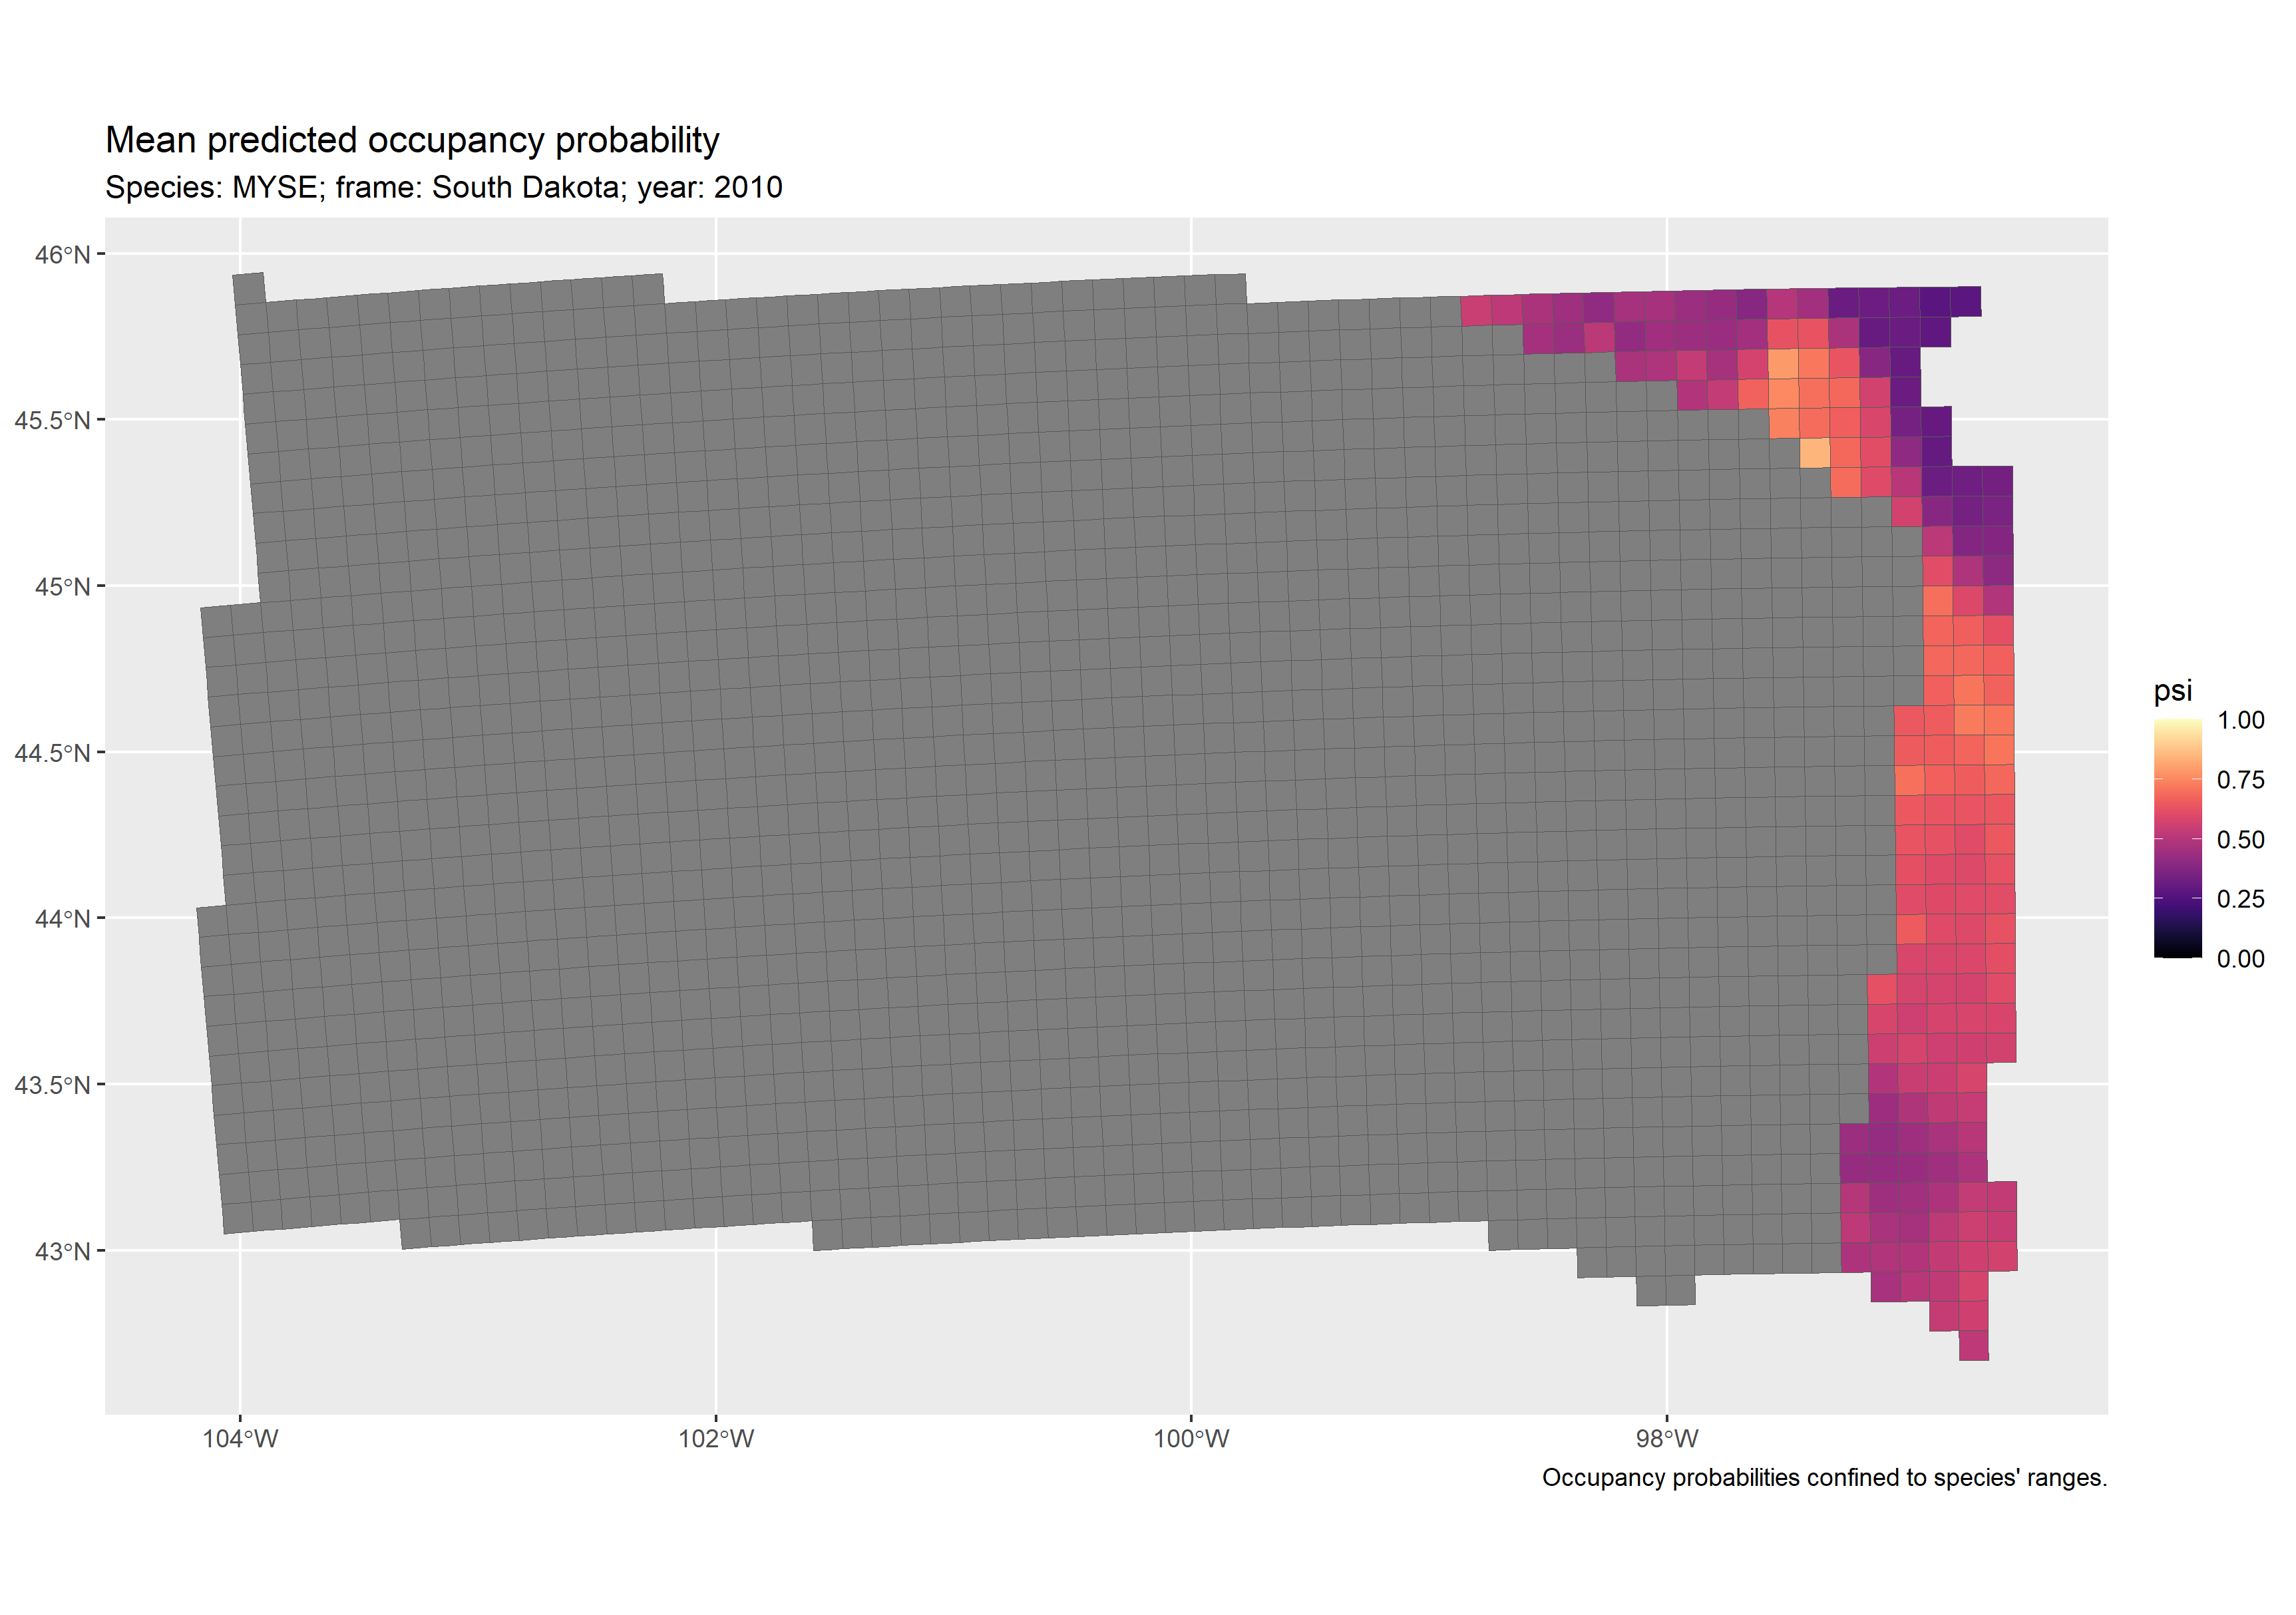 Mean predicted occupancy probability
Species: MYSE; frame: South Dakota; year: 2010
46°N
45.5°N
45°N
44.5°N
44°N
43.5°N
43°N
104°W
102°W
100°W
98°W
psi
1.00
0.75
0.50
0.25
0.00
Occupancy probabilities confined to species' ranges.